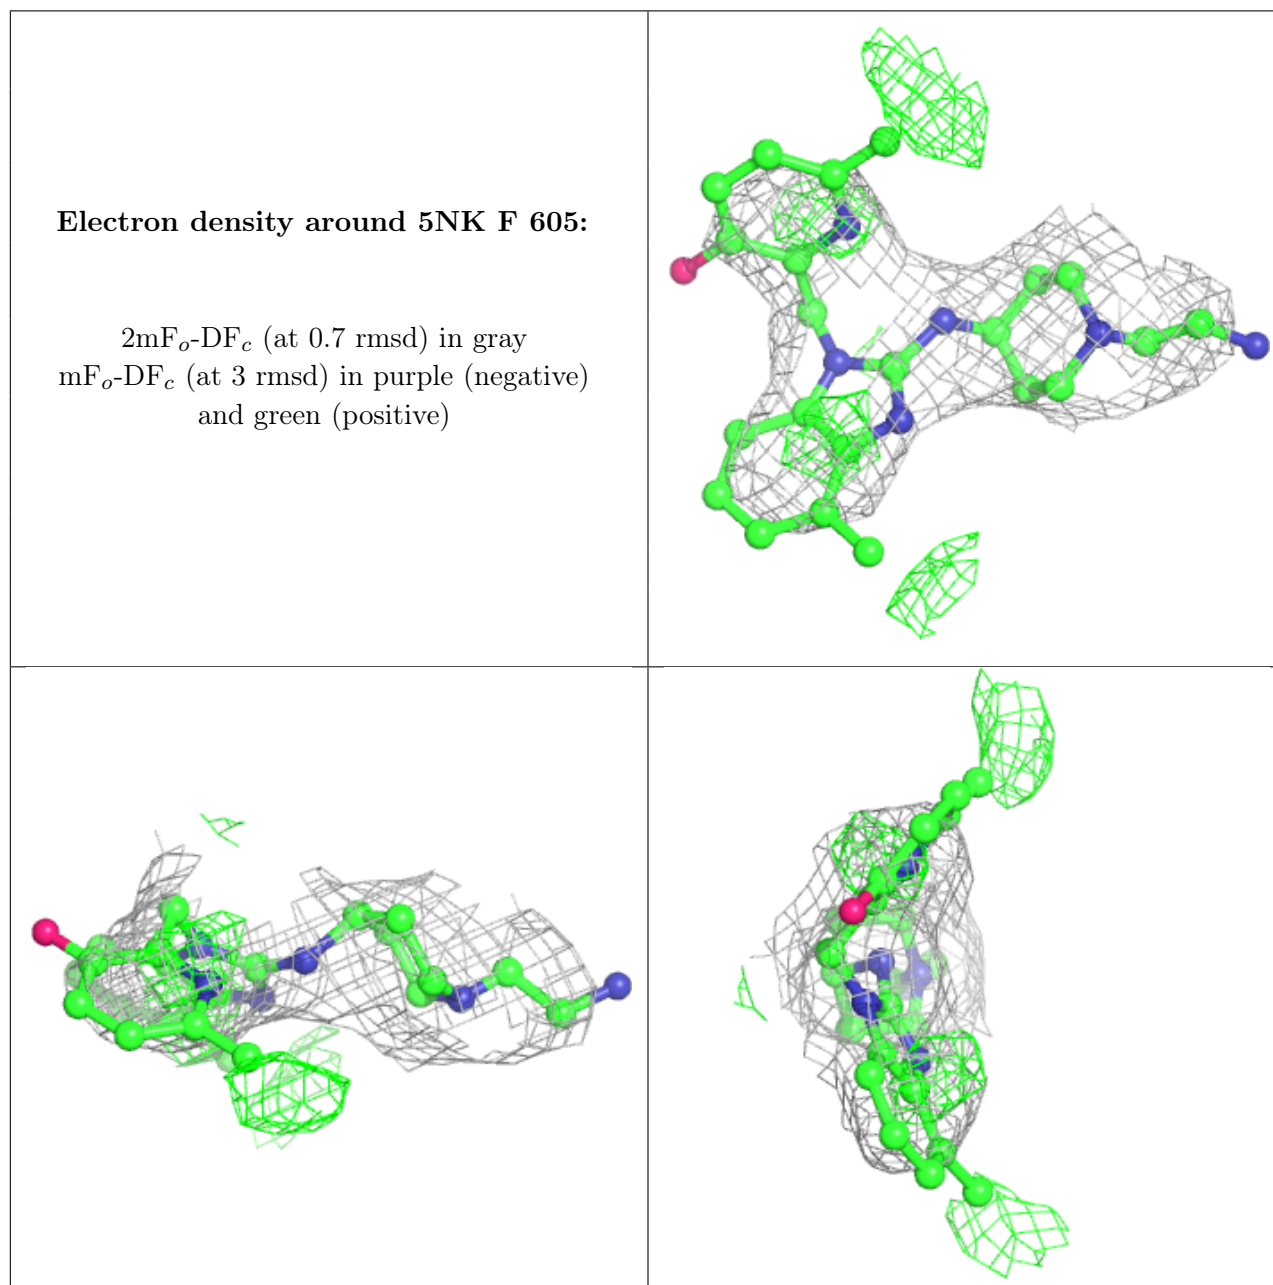 Electron density around 5NK F 605:
2mFo-DFc (at 0.7 rmsd) in gray
mFo-DFc (at 3 rmsd) in purple (negative)
and green (positive)